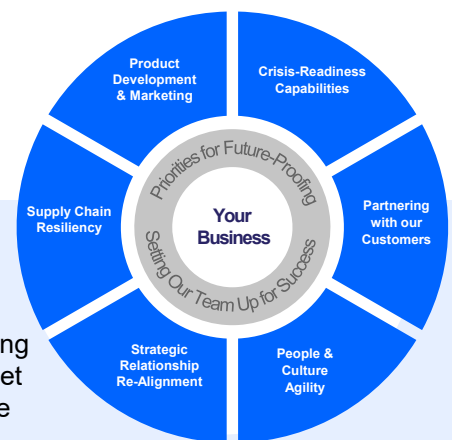 Product
Development
& Marketing
Crisis-Readiness
Capabilities
Priorities for Future-Proofing
Supply Chain
Resiliency
Your
Business
Partnering
with our
Customers
Setting Our Team Up for Success
Strategic
Relationship
Re-Alignment
People &
Culture
Agility